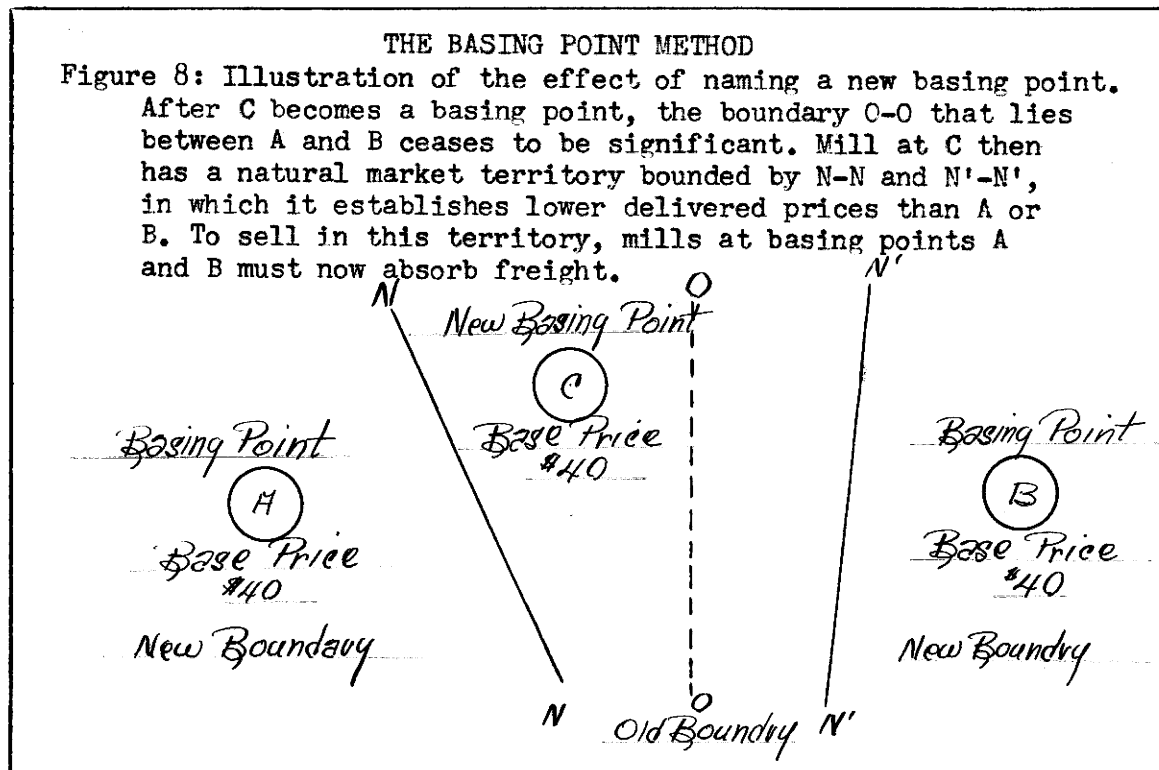 THE BASING POINT METHOD
Figure 8: Illustration of the effect of naming a new basing point.
After C becomes a basing point, the boundary O-O that lies
between A and B ceases to be significant. Mill at C then
has a natural market territory bounded by N-N and N'-N',
in which it establishes lower delivered prices than A or
B. To sell in this territory, mills at basing points A
and B must now absorb freight.
N
O
N'
New Basing Point
C
Base Price
$40
Basing Point
A
Base Price
$40
New Boundary
Basing Point
B
Base Price
$40
New Boundry
N
O
Old Boundry
N'